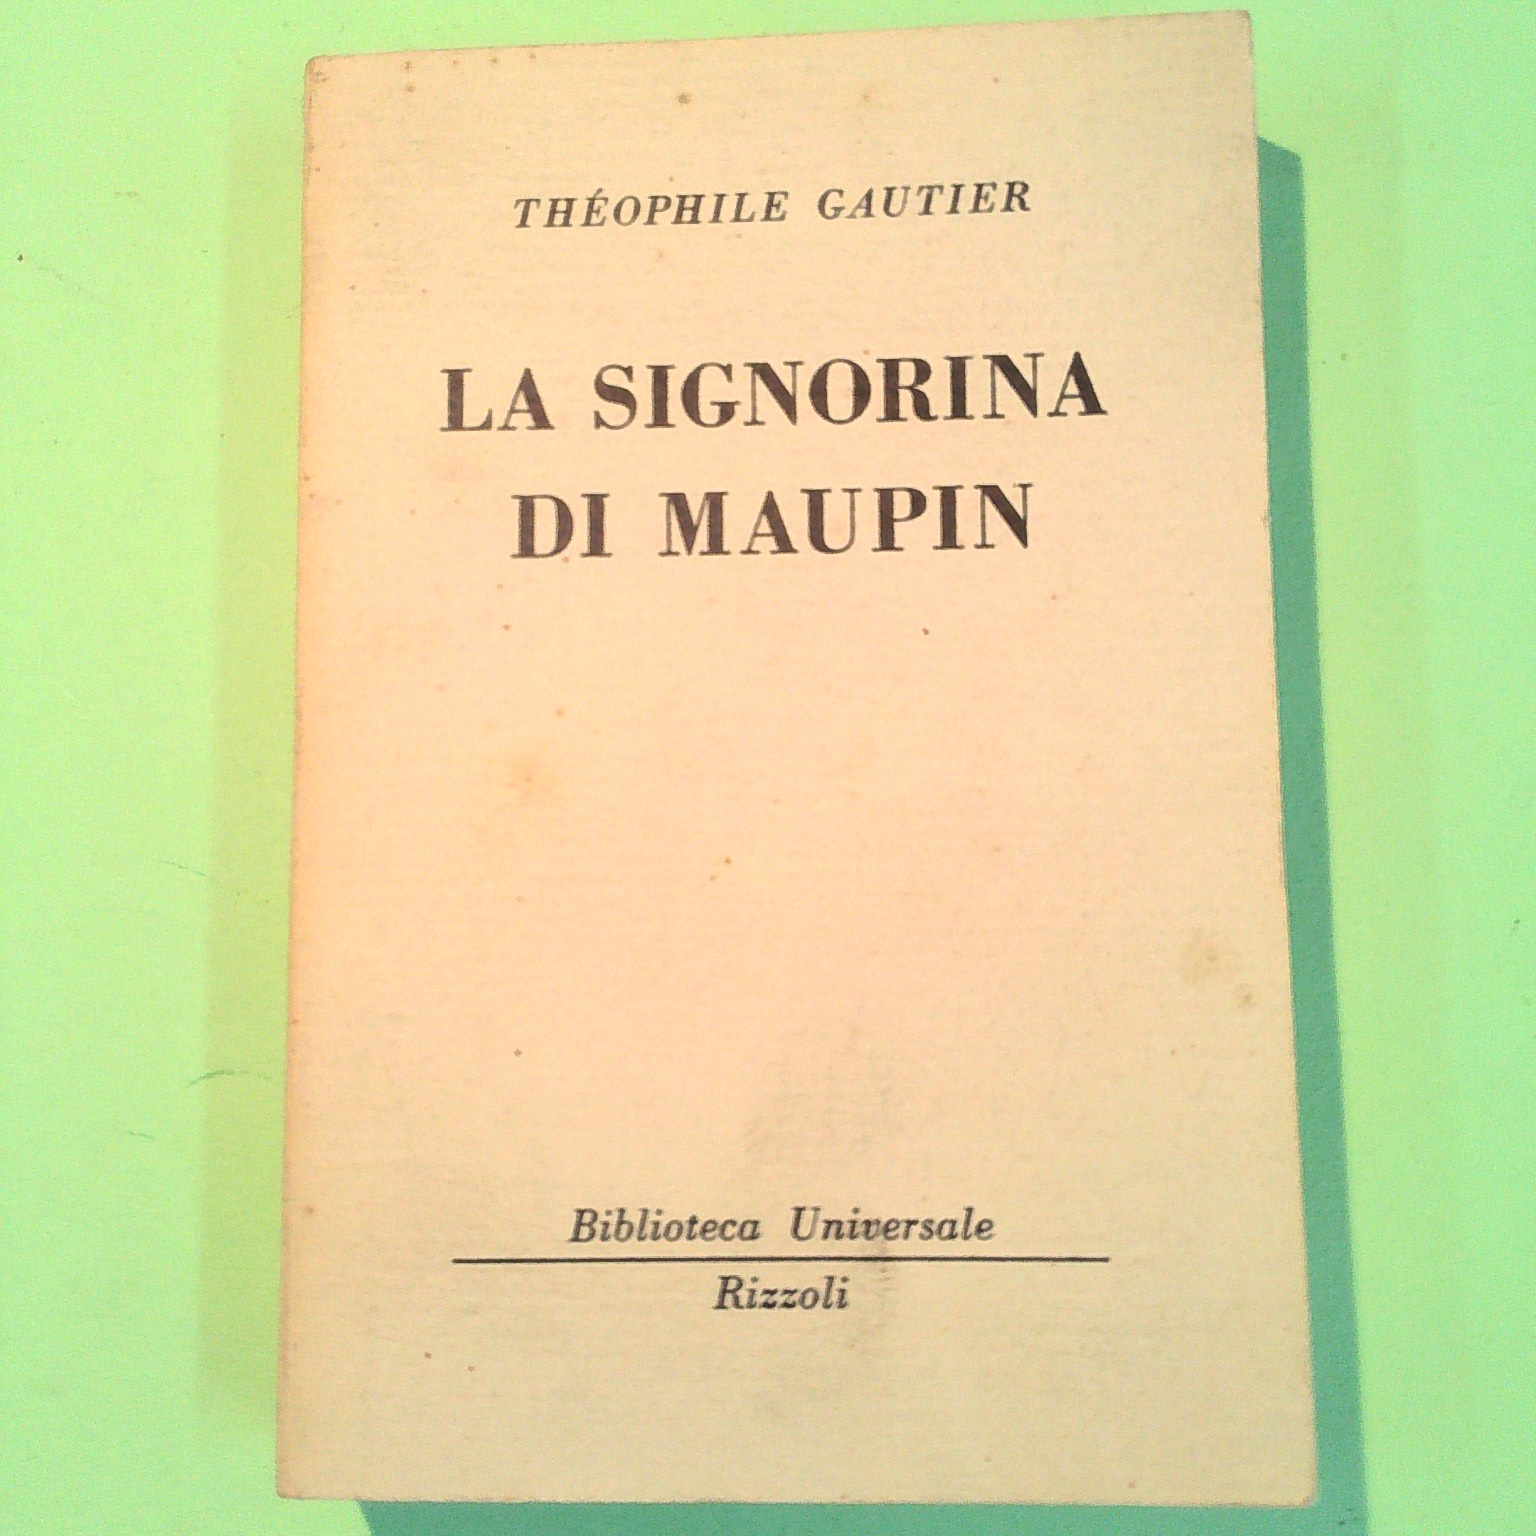 THÉOPHILE GAUTIER
LA SIGNORINA
DI MAUPIN
Biblioteca Universale
Rizzoli